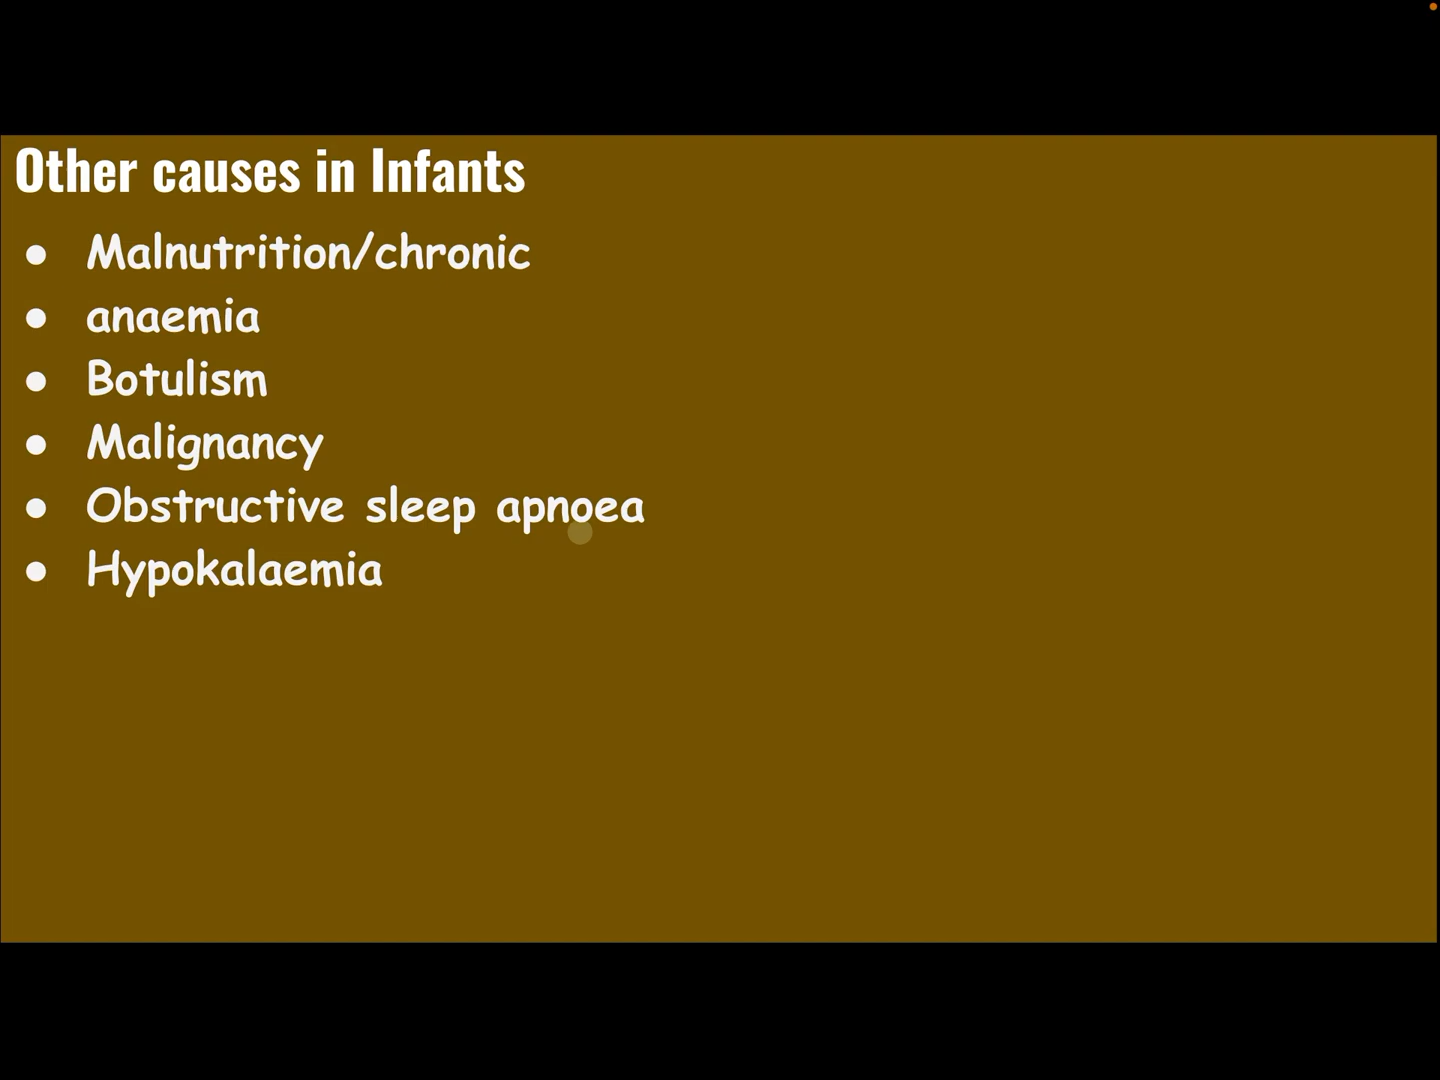 Other causes in Infants
● Malnutrition/chronic
● anaemia
● Botulism
● Malignancy
● Obstructive sleep apnoea
● Hypokalaemia